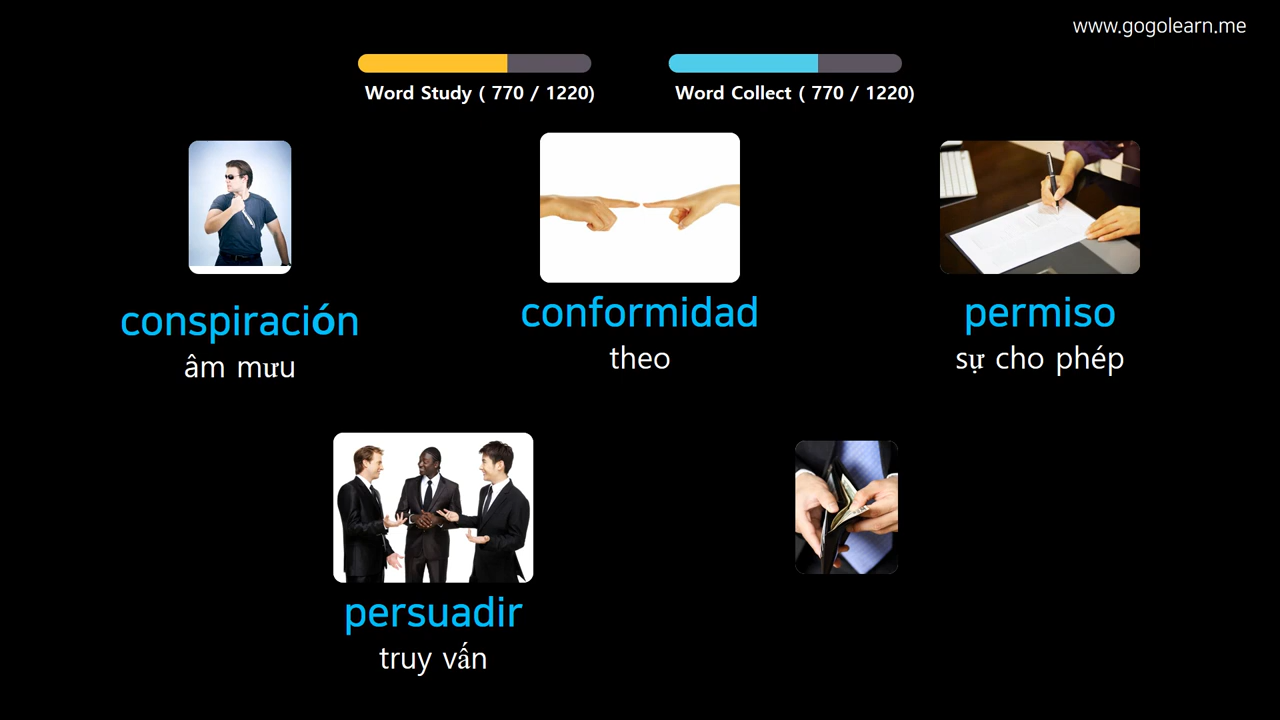 www.gogolearn.me
Word Study ( 770 / 1220)
Word Collect ( 770 / 1220)
conspiración
âm mưu
conformidad
theo
permiso
sự cho phép
persuadir
truy vấn